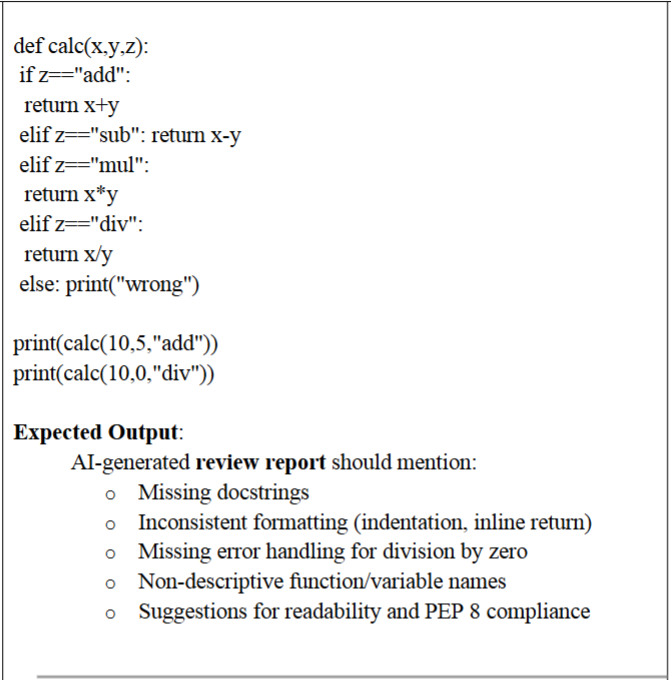 def calc(x,y,z):
if z=="add":
return x+y
elif z=="sub": return x-y
elif z=="mul":
return x*y
elif z=="div":
return x/y
else: print("wrong")
print(calc(10,5,"add"))
print(calc(10,0,"div"))
Expected Output:
AI-generated review report should mention:
o Missing docstrings
o Inconsistent formatting (indentation, inline return)
o Missing error handling for division by zero
o Non-descriptive function/variable names
o Suggestions for readability and PEP 8 compliance